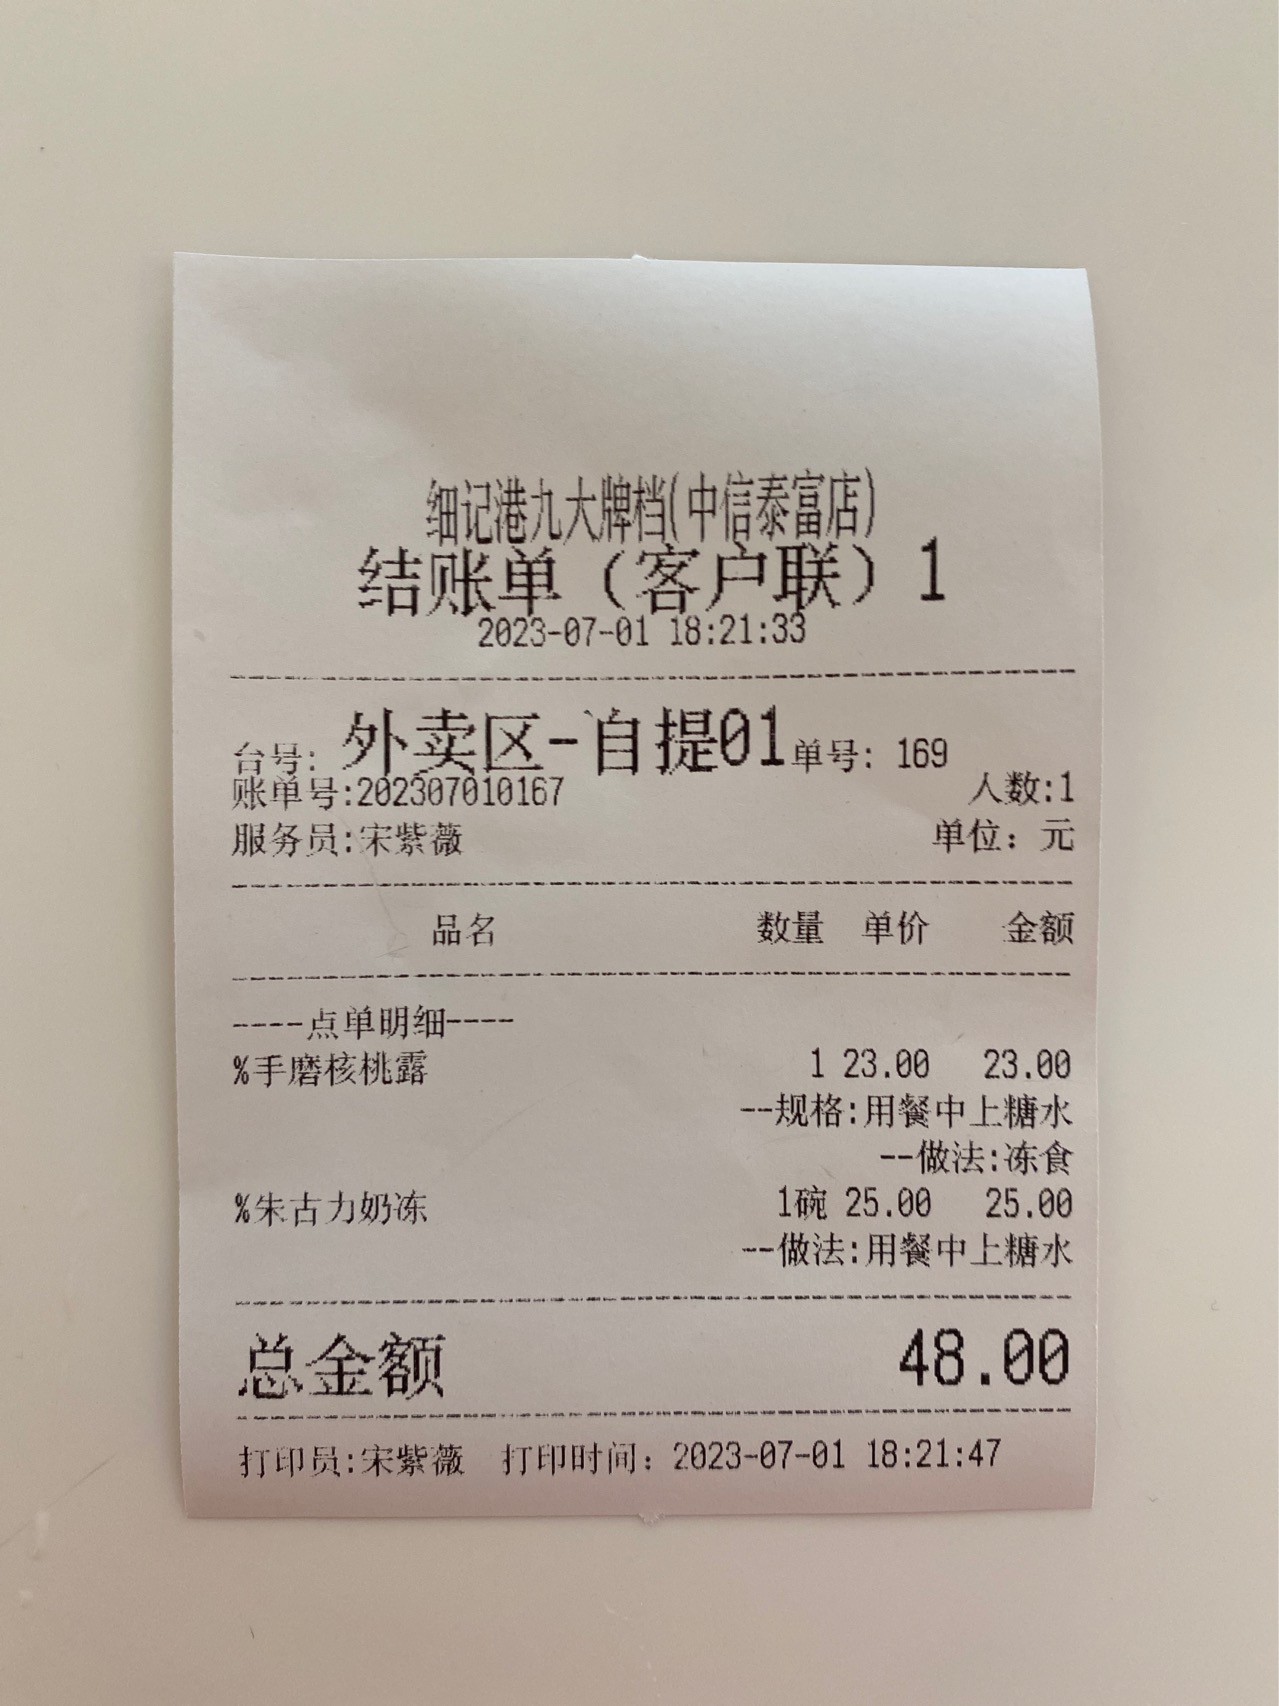 细记港九大牌档(中信泰富店)
结账单（客户联）1
2023-07-01 18:21:33
台号: 外卖区-自提01 单号: 169
账单号:202307010167 人数:1
服务员:宋紫薇 单位：元
品名 数量 单价 金额
----点单明细----
%手磨核桃露 1 23.00 23.00
--规格:用餐中上糖水
--做法:冻食
%朱古力奶冻 1碗 25.00 25.00
--做法:用餐中上糖水
总金额 48.00
打印员:宋紫薇 打印时间：2023-07-01 18:21:47